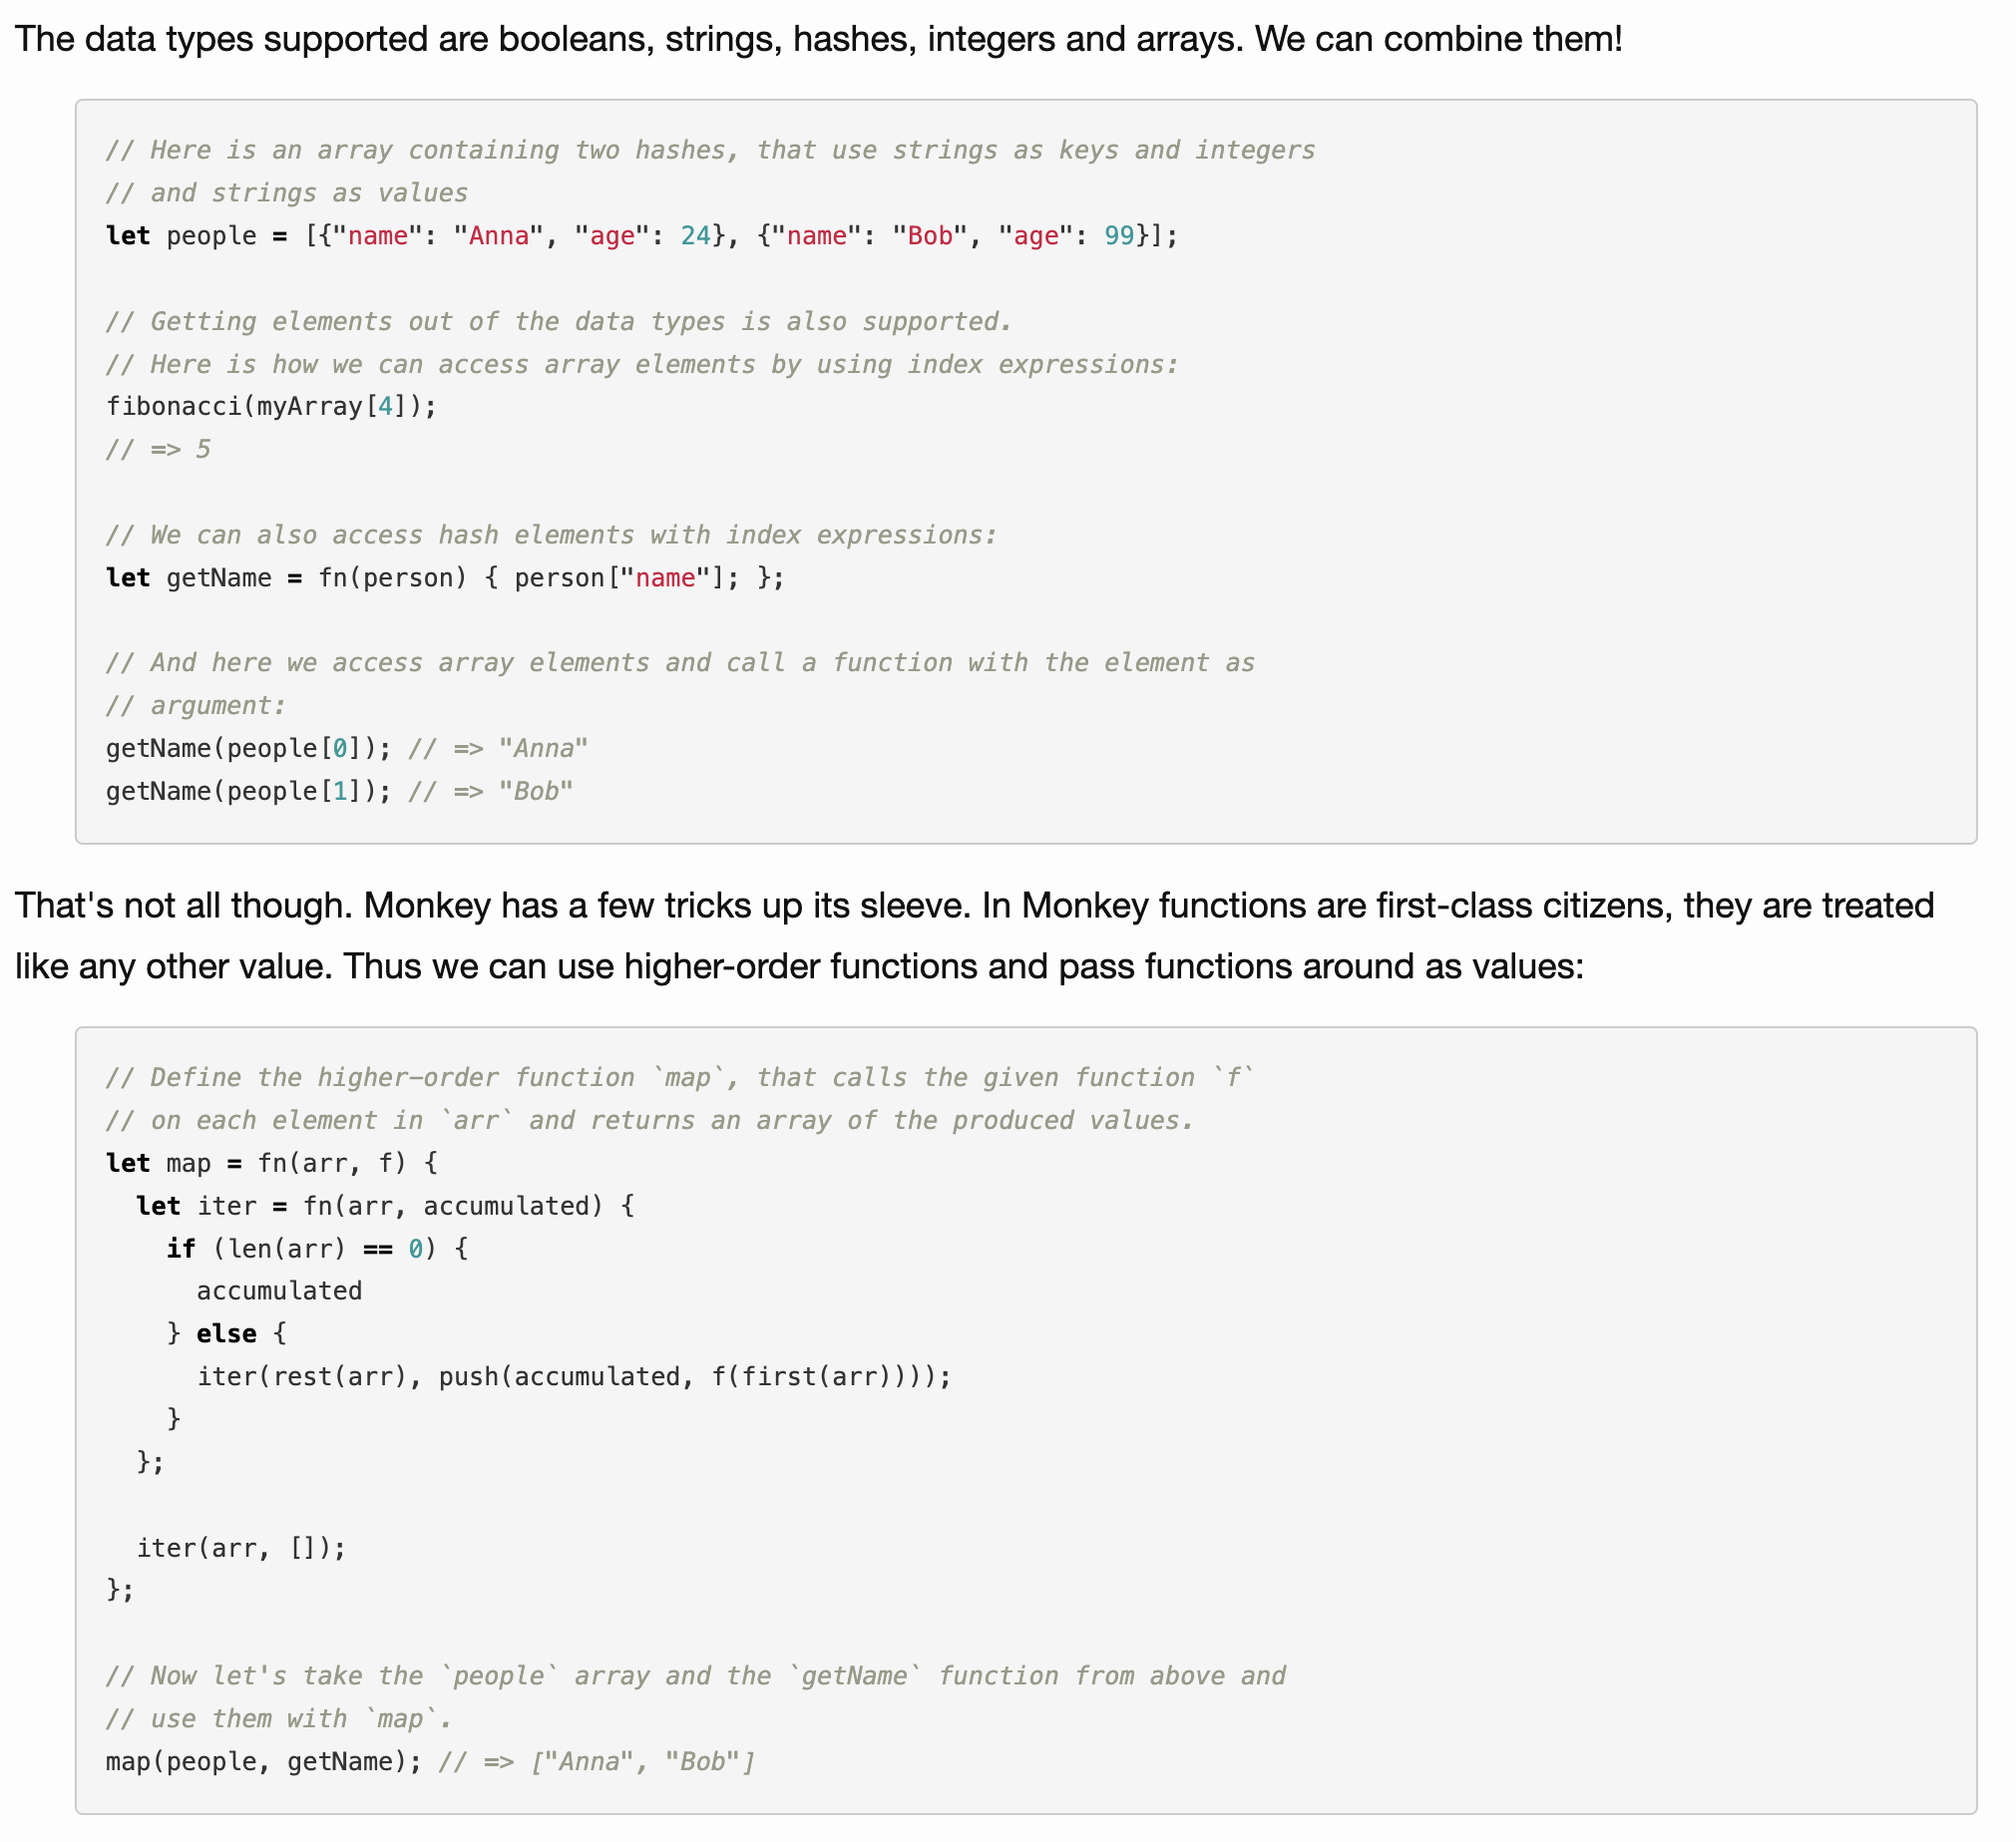 The data types supported are booleans, strings, hashes, integers and arrays. We can combine them!
// Here is an array containing two hashes, that use strings as keys and integers
// and strings as values
let people = [{"name": "Anna", "age": 24}, {"name": "Bob", "age": 99}];
// Getting elements out of the data types is also supported.
// Here is how we can access array elements by using index expressions:
fibonacci(myArray[4]);
// => 5
// We can also access hash elements with index expressions:
let getName = fn(person) { person["name"]; };
// And here we access array elements and call a function with the element as
// argument:
getName(people[0]); // => "Anna"
getName(people[1]); // => "Bob"
That's not all though. Monkey has a few tricks up its sleeve. In Monkey functions are first-class citizens, they are treated
like any other value. Thus we can use higher-order functions and pass functions around as values:
// Define the higher-order function `map`, that calls the given function `f`
// on each element in `arr` and returns an array of the produced values.
let map = fn(arr, f) {
  let iter = fn(arr, accumulated) {
    if (len(arr) == 0) {
      accumulated
    } else {
      iter(rest(arr), push(accumulated, f(first(arr))));
    }
  };
  iter(arr, []);
};
// Now let's take the `people` array and the `getName` function from above and
// use them with `map`.
map(people, getName); // => ["Anna", "Bob"]